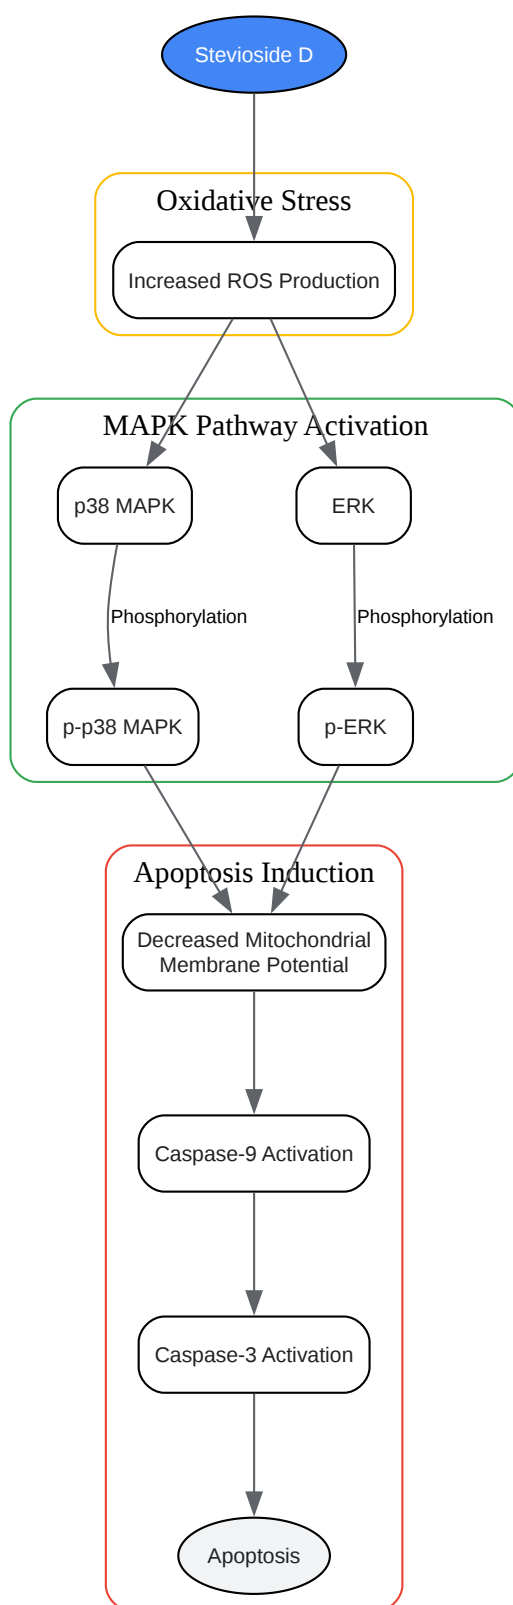 Stevioside D
Oxidative Stress
Increased ROS Production
MAPK Pathway Activation
p38 MAPK
ERK
Phosphorylation
Phosphorylation
p-p38 MAPK
p-ERK
Apoptosis Induction
Decreased Mitochondrial
Membrane Potential
Caspase-9 Activation
Caspase-3 Activation
Apoptosis